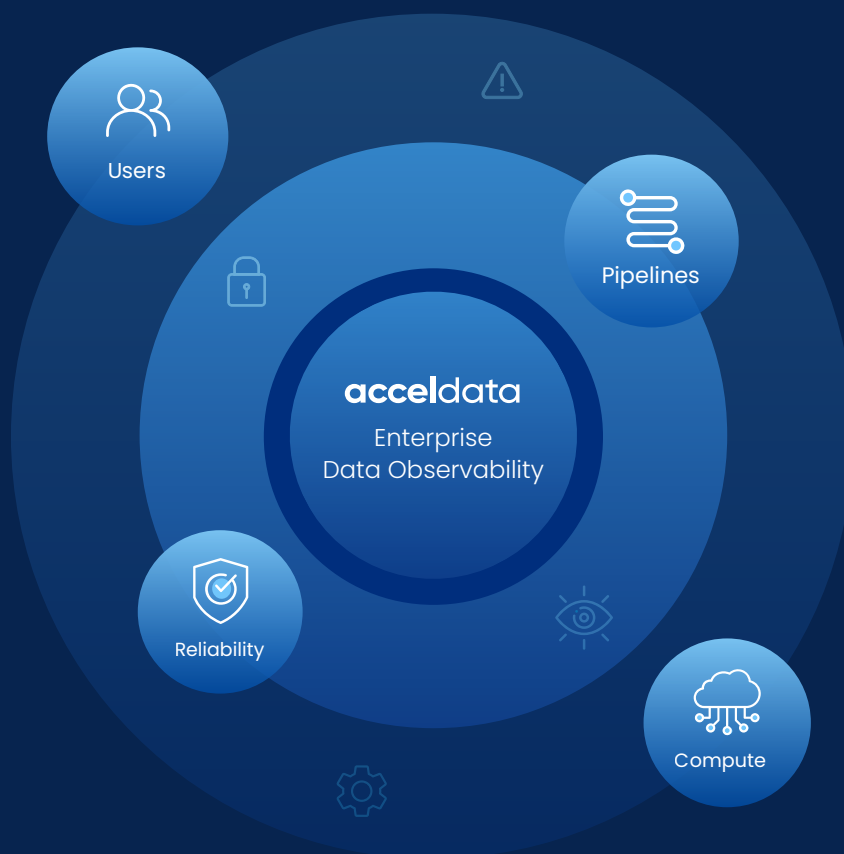 Users
Pipelines
acceldata
Enterprise
Data Observability
Reliability
Compute